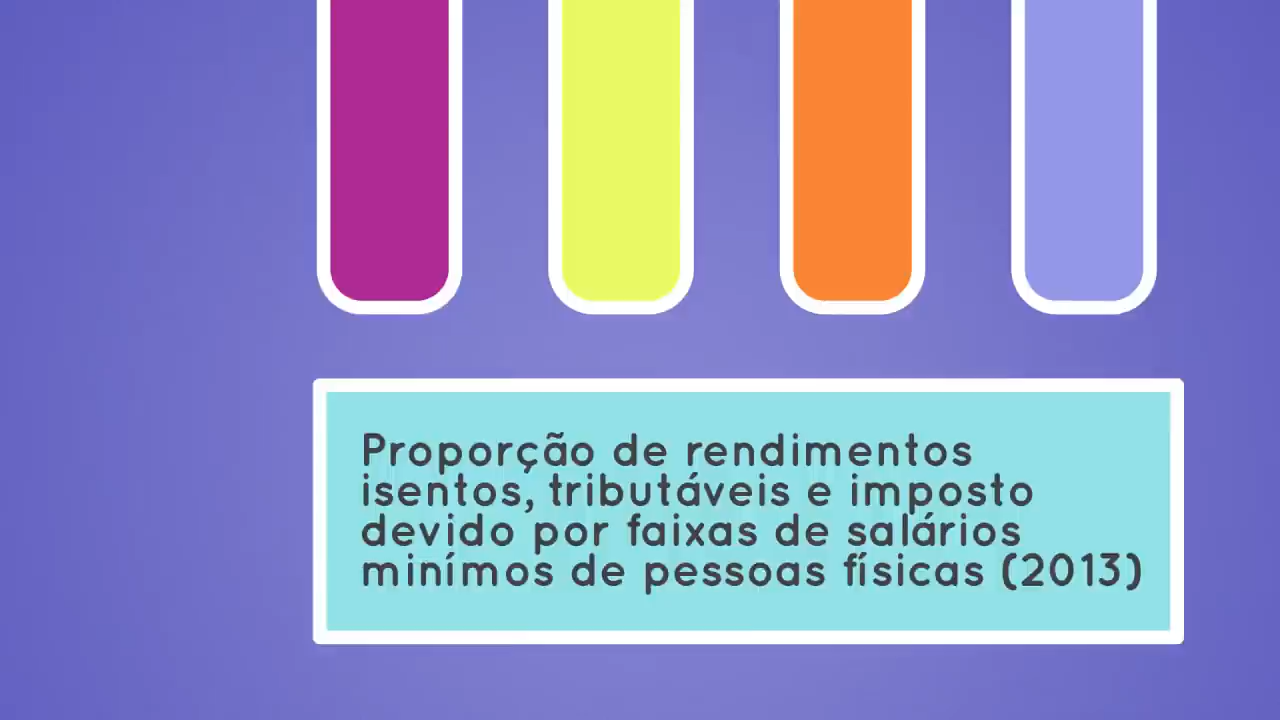 Proporção de rendimentos
isentos, tributáveis e imposto
devido por faixas de salários
minímos de pessoas físicas (2013)